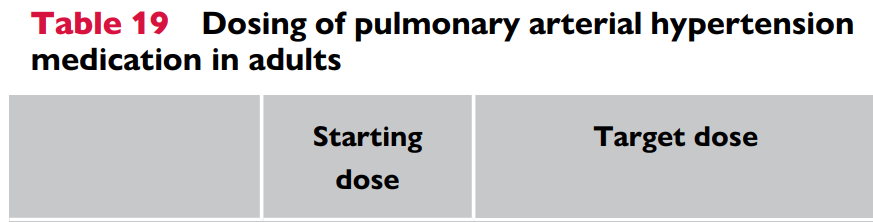 Table 19 Dosing of pulmonary arterial hypertension
medication in adults
Starting
dose
Target dose